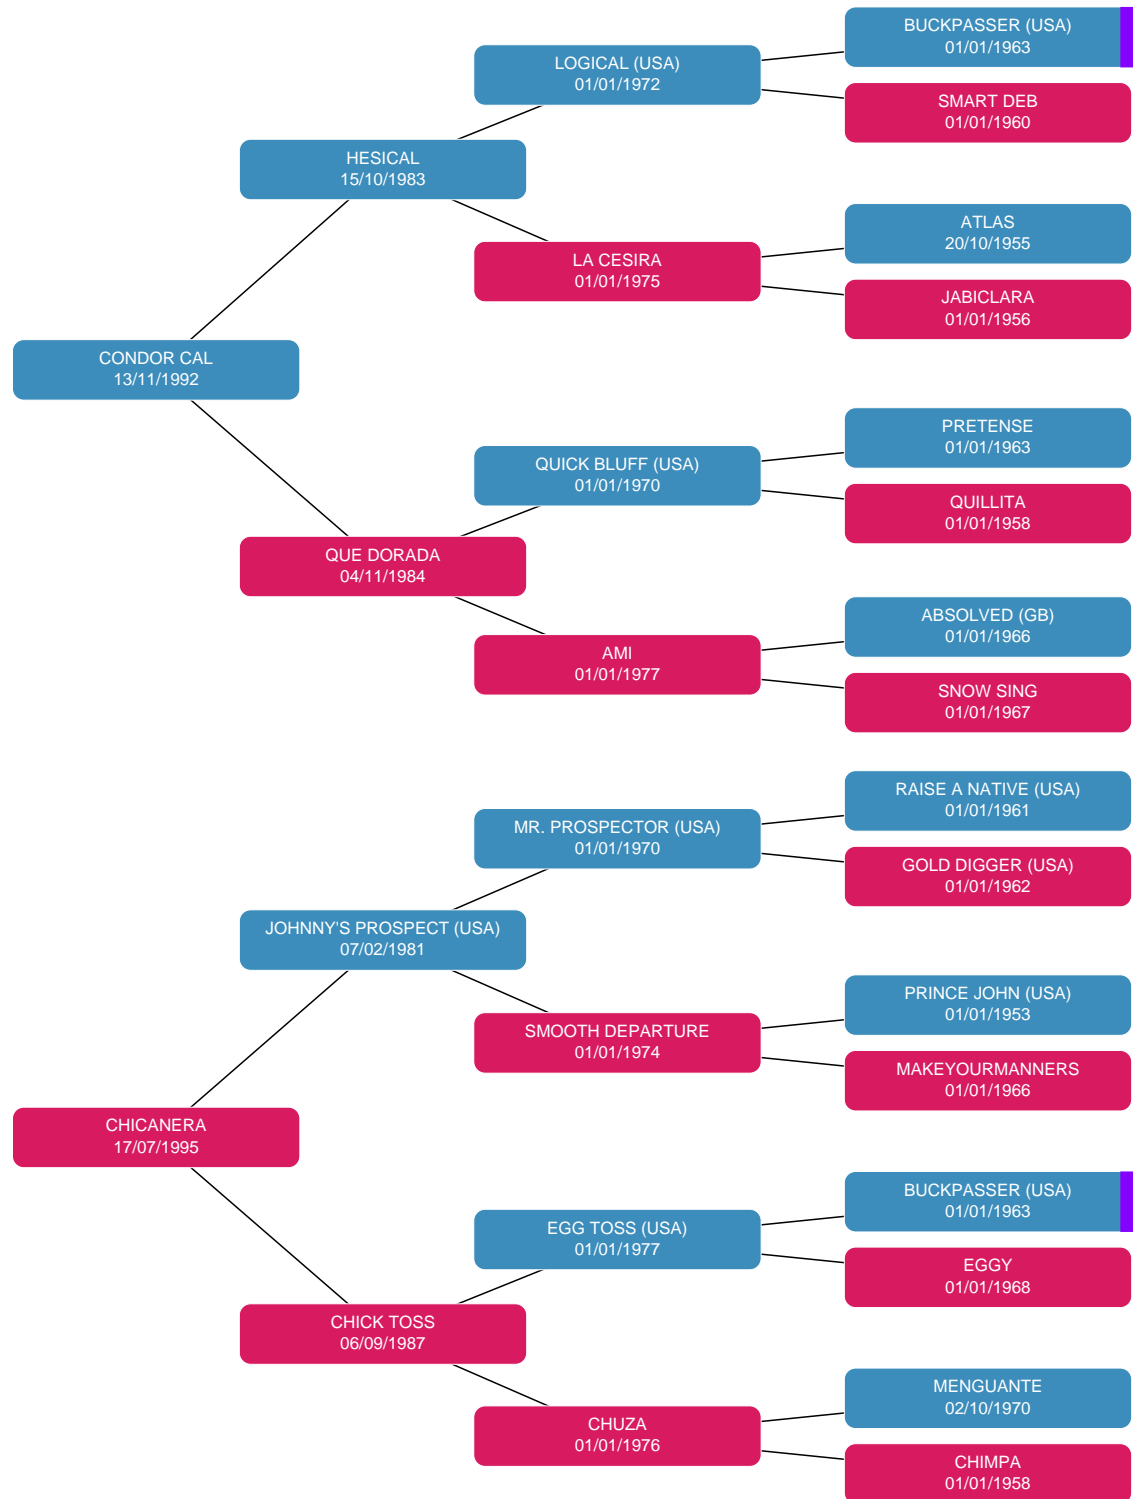 BUCKPASSER (USA)
01/01/1963
LOGICAL (USA)
01/01/1972
SMART DEB
01/01/1960
HESICAL
15/10/1983
ATLAS
20/10/1955
LA CESIRA
01/01/1975
JABICLARA
01/01/1956
CONDOR CAL
13/11/1992
PRETENSE
01/01/1963
QUICK BLUFF (USA)
01/01/1970
QUILLITA
01/01/1958
QUE DORADA
04/11/1984
ABSOLVED (GB)
01/01/1966
AMI
01/01/1977
SNOW SING
01/01/1967
RAISE A NATIVE (USA)
01/01/1961
MR. PROSPECTOR (USA)
01/01/1970
GOLD DIGGER (USA)
01/01/1962
JOHNNY'S PROSPECT (USA)
07/02/1981
PRINCE JOHN (USA)
01/01/1953
SMOOTH DEPARTURE
01/01/1974
MAKEYOURMANNERS
01/01/1966
CHICANERA
17/07/1995
BUCKPASSER (USA)
01/01/1963
EGG TOSS (USA)
01/01/1977
EGGY
01/01/1968
CHICK TOSS
06/09/1987
MENGUANTE
02/10/1970
CHUZA
01/01/1976
CHIMPA
01/01/1958